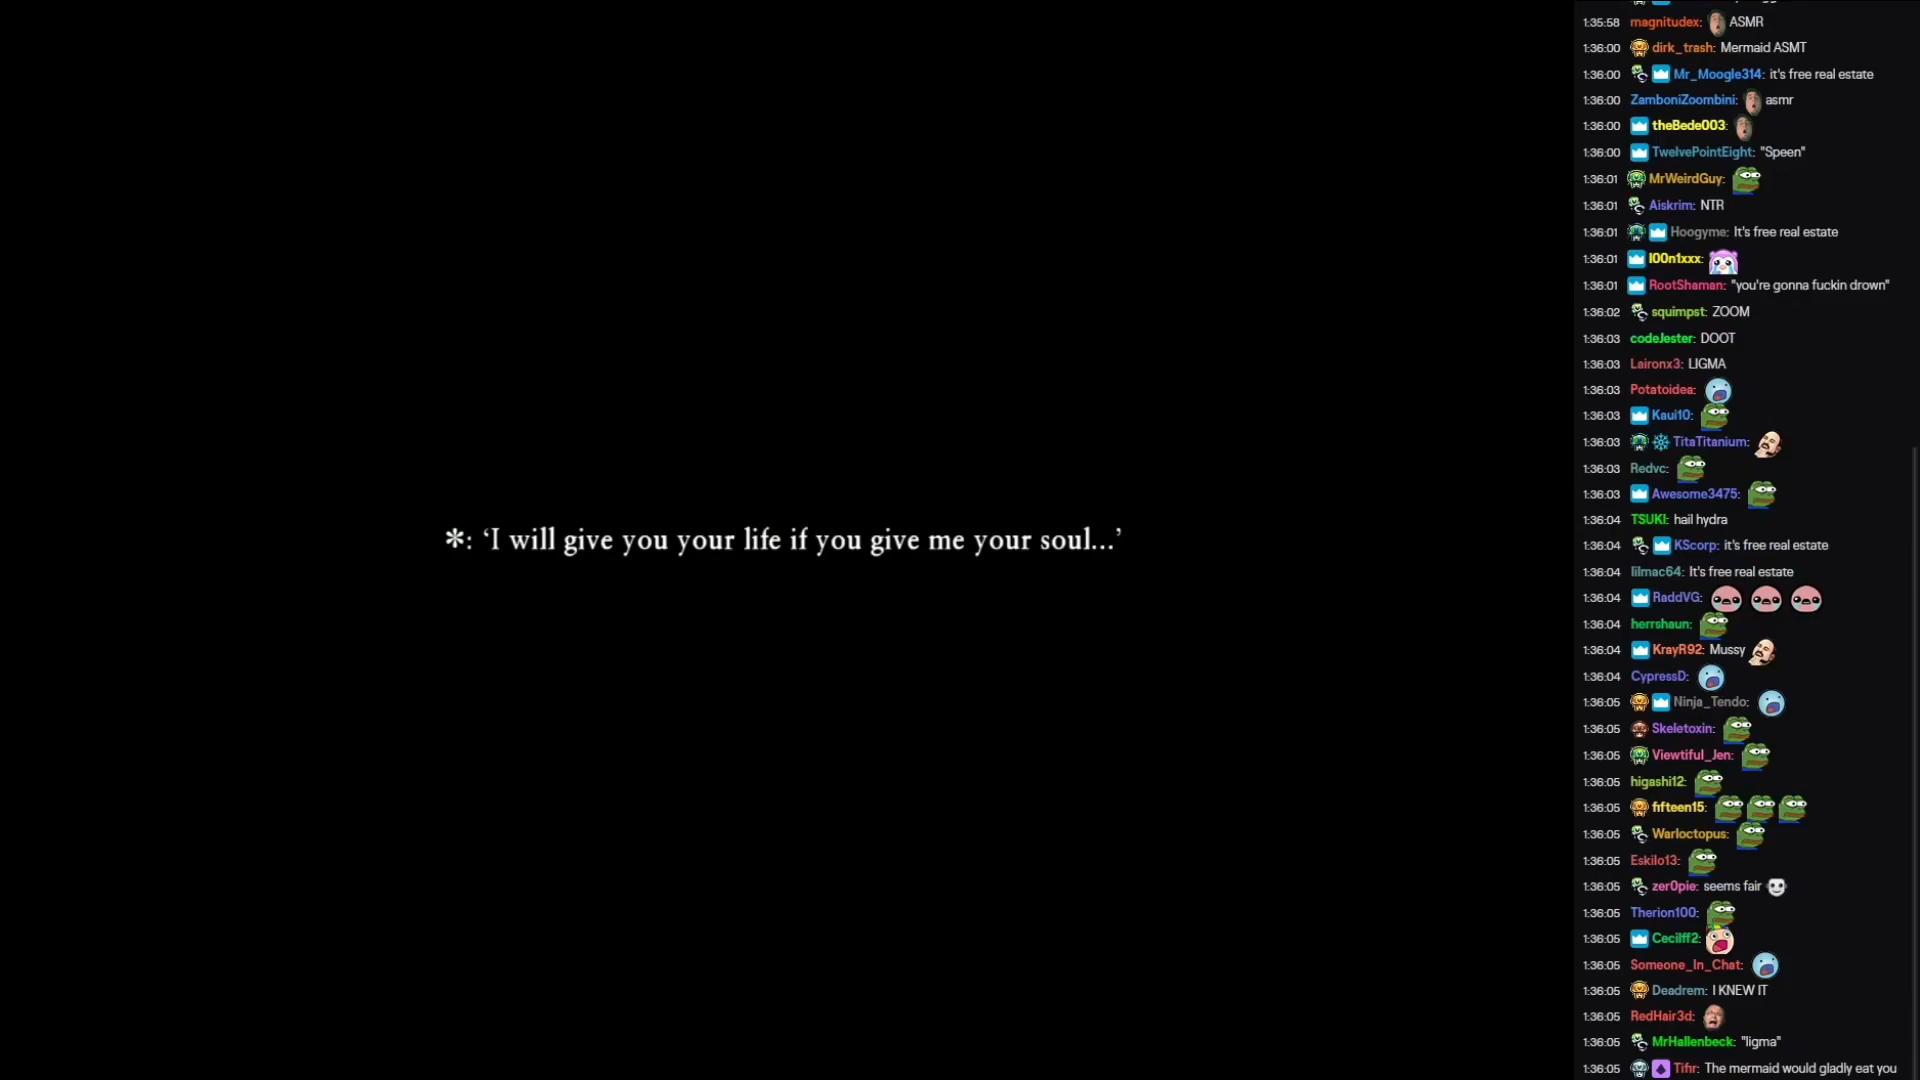 *: ‘I will give you your life if you give me your soul...’
1:35:58 magnitudex: ASMR
1:36:00 dirk_trash: Mermaid ASMT
1:36:00 Mr_Moogle314: it's free real estate
1:36:00 ZamboniZoombini: asmr
1:36:00 theBede003:
1:36:00 TwelvePointEight: "Speen"
1:36:01 MrWeirdGuy:
1:36:01 Aiskrim: NTR
1:36:01 Hoogyme: It's free real estate
1:36:01 l00n1xxx:
1:36:01 RootShaman: "you're gonna fuckin drown"
1:36:02 squimpst: ZOOM
1:36:03 codeJester: DOOT
1:36:03 Laironx3: LIGMA
1:36:03 Potatoidea:
1:36:03 Kaui10:
1:36:03 TitaTitanium:
1:36:03 Redvc:
1:36:03 Awesome3475:
1:36:04 TSUKI: hail hydra
1:36:04 KScorp: it's free real estate
1:36:04 lilmac64: It's free real estate
1:36:04 RaddVG:
1:36:04 herrshaun:
1:36:04 KrayR92: Mussy
1:36:04 CypressD:
1:36:05 Ninja_Tendo:
1:36:05 Skeletoxin:
1:36:05 Viewtiful_Jen:
1:36:05 higashi12:
1:36:05 f1fteen15:
1:36:05 Warloctopus:
1:36:05 Eskilo13:
1:36:05 zer0pie: seems fair
1:36:05 Therion100:
1:36:05 Cecilff2:
1:36:05 Someone_In_Chat:
1:36:05 Deadrem: I KNEW IT
1:36:05 RedHair3d:
1:36:05 MrHallenbeck: "ligma"
1:36:05 Tifir: The mermaid would gladly eat you